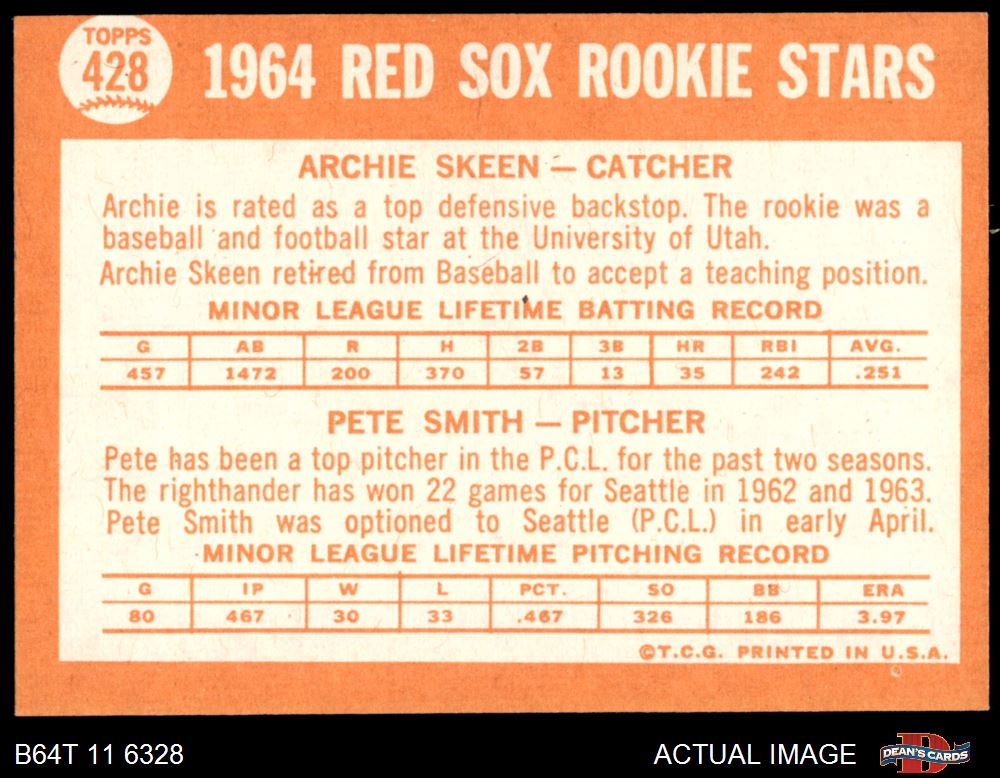 TOPPS
428
1964 RED SOX ROOKIE STARS
ARCHIE SKEEN — CATCHER
Archie is rated as a top defensive backstop. The rookie was a
baseball and football star at the University of Utah.
Archie Skeen retired from Baseball to accept a teaching position.
MINOR LEAGUE LIFETIME BATTING RECORD
G AB R H 2B 3B HR RBI AVG.
457 1472 200 370 57 13 35 242 .251
PETE SMITH — PITCHER
Pete has been a top pitcher in the P.C.L. for the past two seasons.
The righthander has won 22 games for Seattle in 1962 and 1963.
Pete Smith was optioned to Seattle (P.C.L.) in early April.
MINOR LEAGUE LIFETIME PITCHING RECORD
G IP W L PCT. SO BB ERA
80 467 30 33 .467 326 186 3.97
©T.C.G. PRINTED IN U.S.A.
B64T 11 6328
ACTUAL IMAGE
DEAN'S CARDS